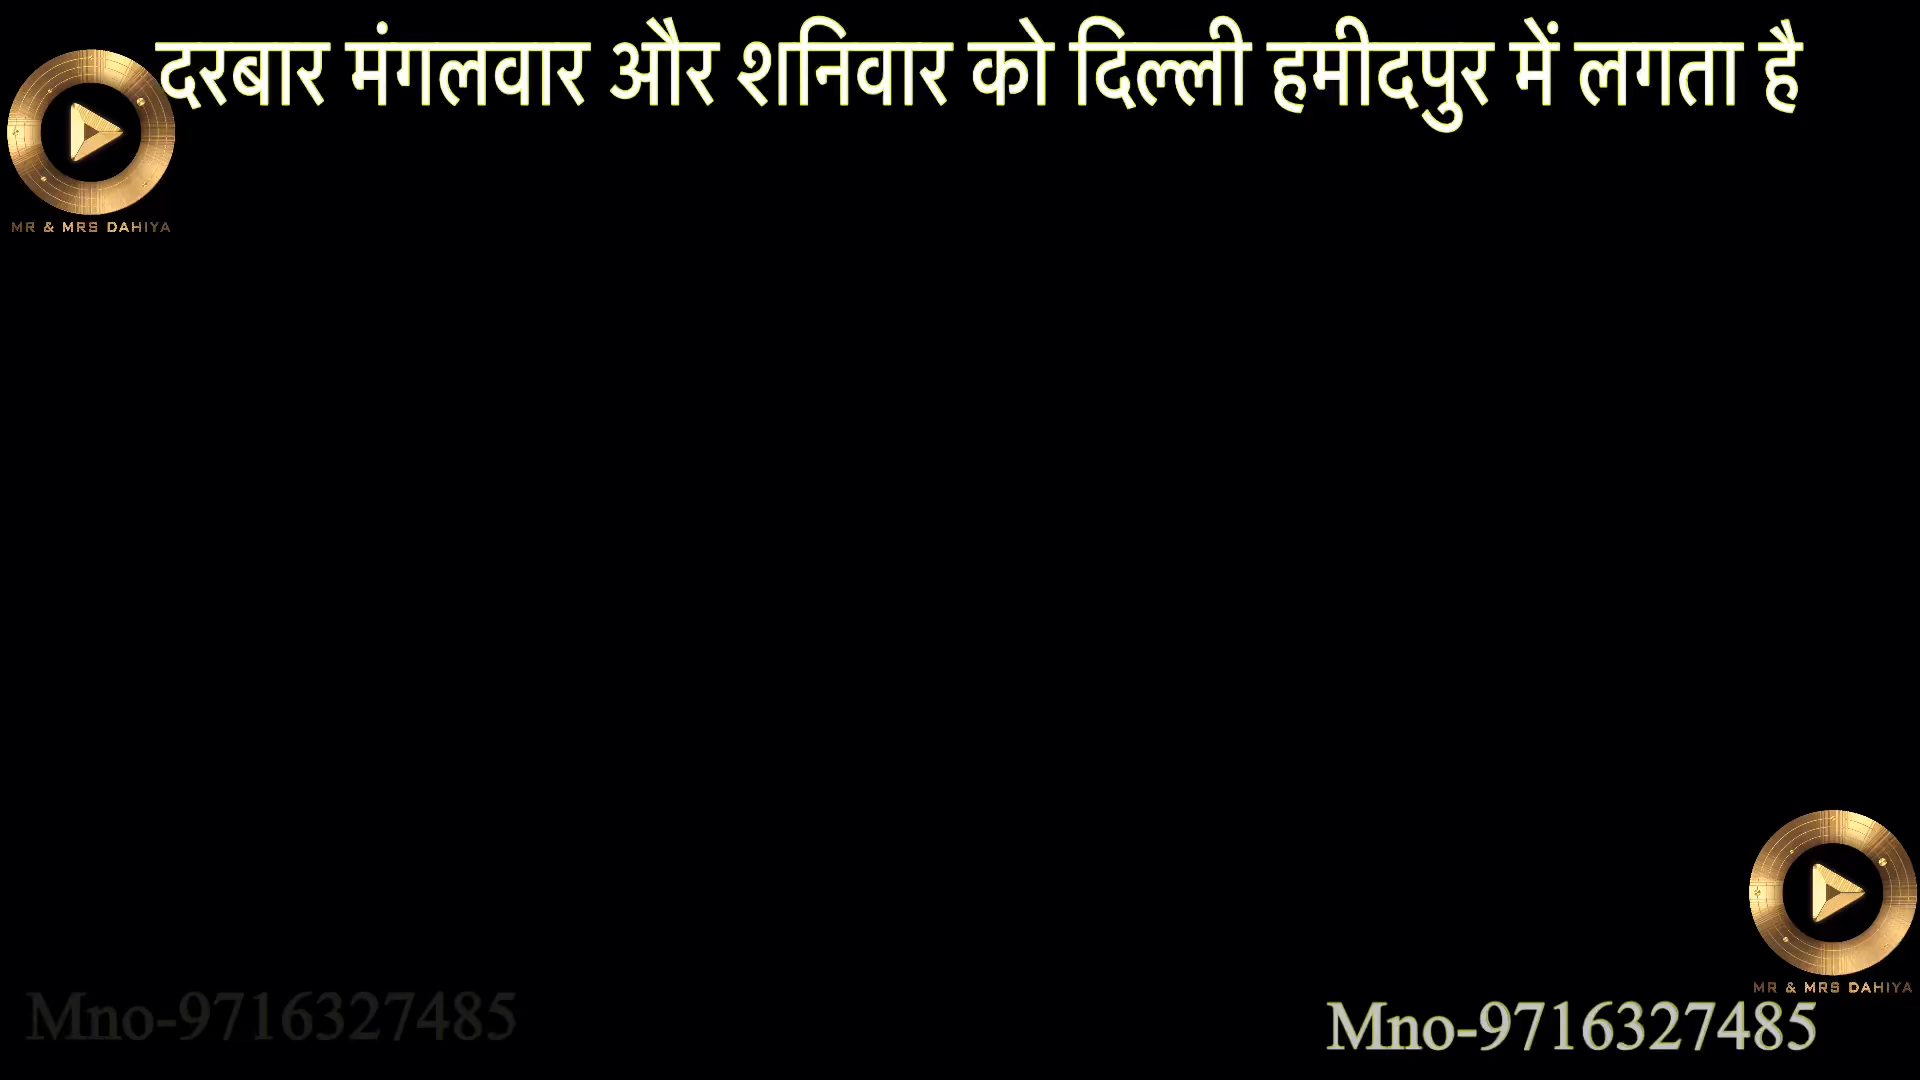 दरबार मंगलवार और शनिवार को दिल्ली हमीदपुर में लगता है
MR & MRS DAHIYA
MR & MRS DAHIYA
Mno-9716327485
Mno-9716327485